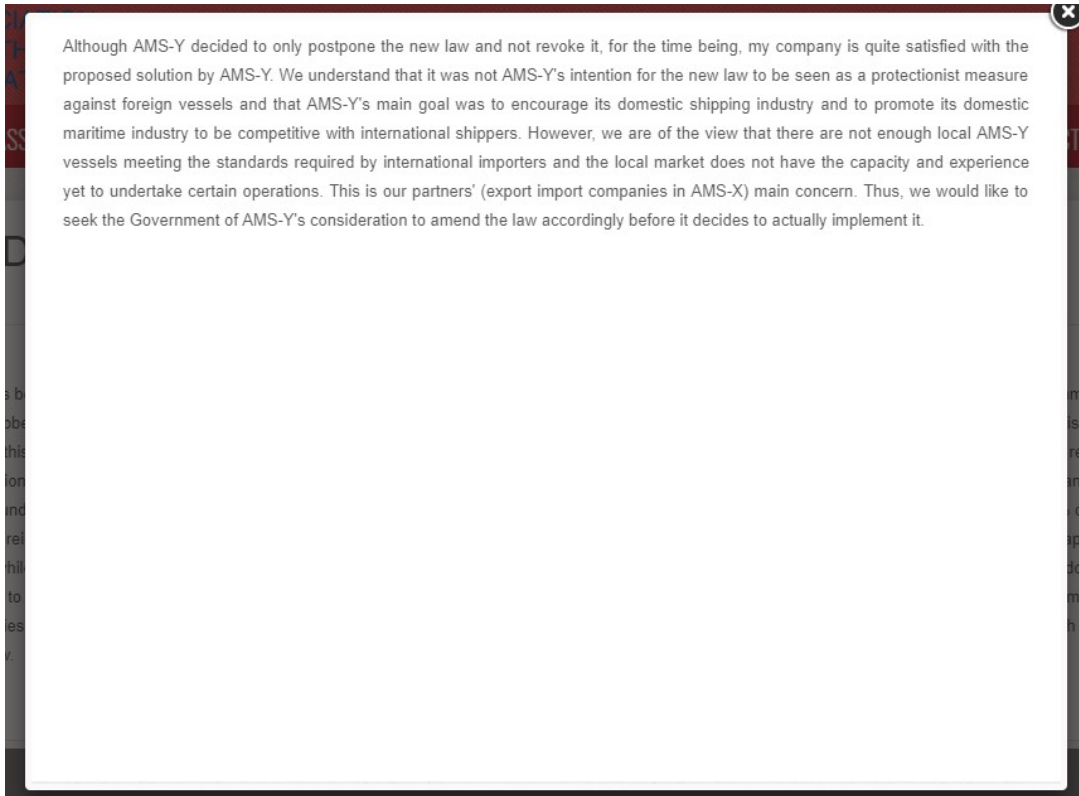 Although AMS-Y decided to only postpone the new law and not revoke it, for the time being, my company is quite satisfied with the
proposed solution by AMS-Y. We understand that it was not AMS-Y's intention for the new law to be seen as a protectionist measure
against foreign vessels and that AMS-Y's main goal was to encourage its domestic shipping industry and to promote its domestic
maritime industry to be competitive with international shippers. However, we are of the view that there are not enough local AMS-Y
vessels meeting the standards required by international importers and the local market does not have the capacity and experience
yet to undertake certain operations. This is our partners' (export import companies in AMS-X) main concern. Thus, we would like to
seek the Government of AMS-Y's consideration to amend the law accordingly before it decides to actually implement it.